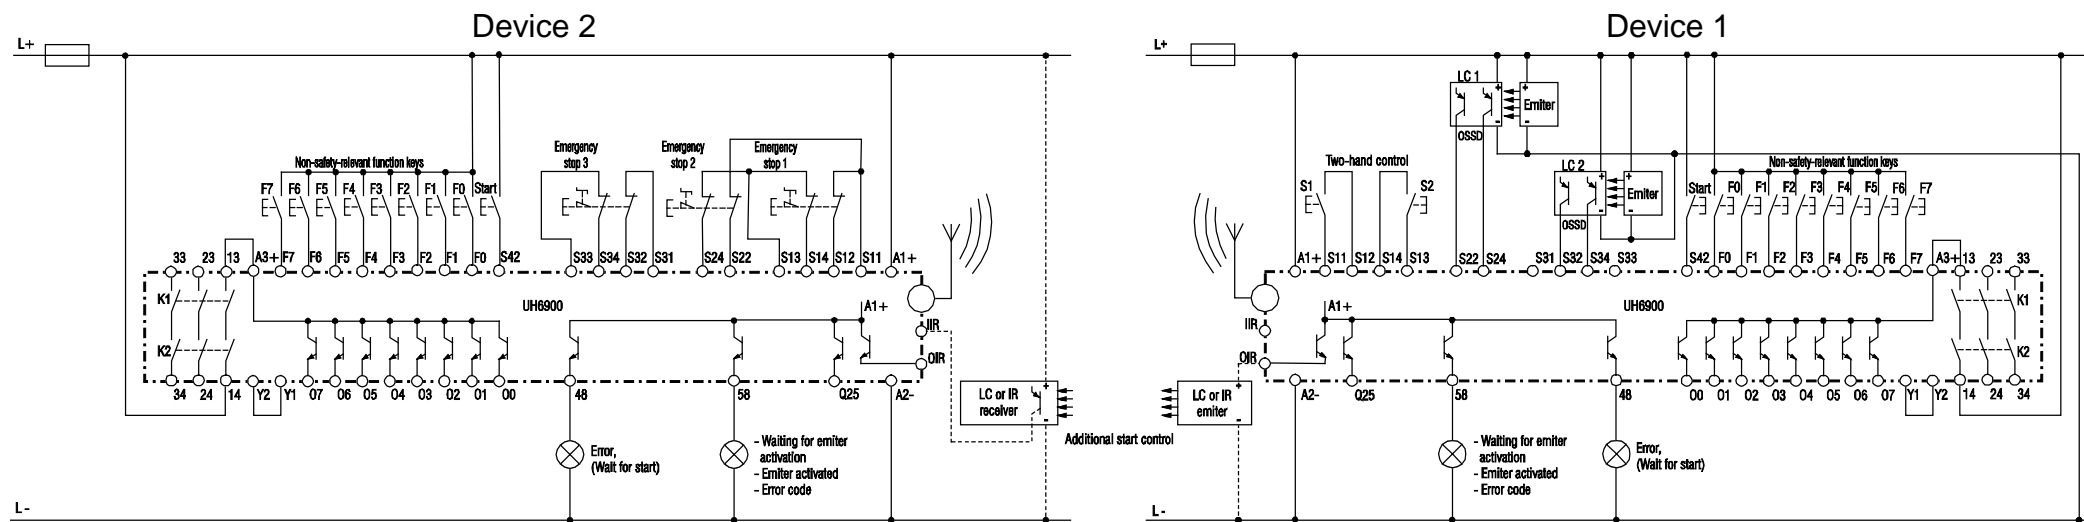 Device 2
L+
Emergency
stop 3
Emergency
stop 2
Emergency
stop 1
Non-safety-relevant function keys
F7 F6 F5 F4 F3 F2 F1 F0 Start
33 23 13 A3+ F7 F6 F5 F4 F3 F2 F1 F0 S42 S33 S34 S32 S31 S24 S22 S13 S14 S12 S11 A1+
K1
UH6900
A1+
IIR
K2
OIR
34 24 14 Y2 Y1 07 06 05 04 03 02 01 00 48 58 Q25 A2-
LC or IR
receiver
+
-
Error,
(Wait for start)
- Waiting for emiter
activation
- Emiter activated
- Error code
L-
Additional start control
Device 1
L+
LC 1
+
-
OSSD
+
-
Emiter
Two-hand control
S1 S2
LC 2
+
-
OSSD
+
-
Emiter
Non-safety-relevant function keys
Start F0 F1 F2 F3 F4 F5 F6 F7
A1+ S11 S12 S14 S13 S22 S24 S31 S32 S34 S33 S42 F0 F1 F2 F3 F4 F5 F6 F7 A3+ 13 23 33
A1+
UH6900
K1
IIR
OIR
K2
A2- Q25 58 48 00 01 02 03 04 05 06 07 Y1 Y2 14 24 34
LC or IR
emiter
+
-
- Waiting for emiter
activation
- Emiter activated
- Error code
Error,
(Wait for start)
L-